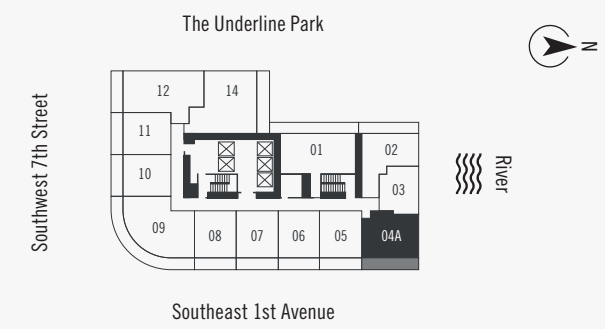 The Underline Park
N
Southwest 7th Street
12
14
11
01
02
10
03
River
09
08
07
06
05
04A
Southeast 1st Avenue